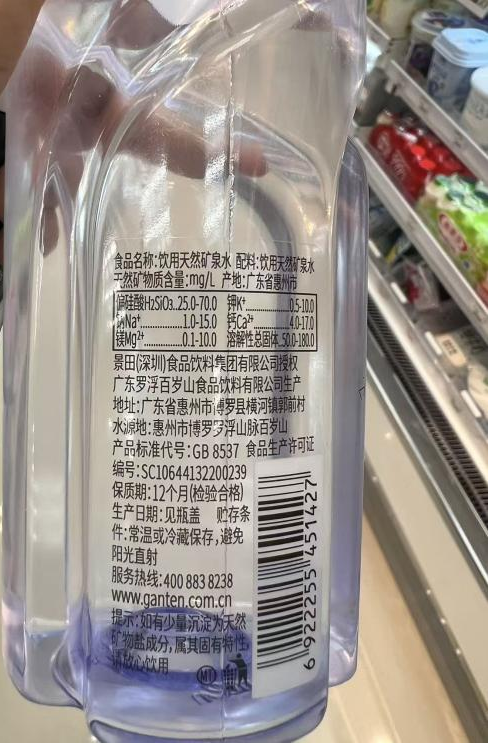 食品名称:饮用天然矿泉水 配料:饮用天然矿泉水
天然矿物质含量:mg/L 产地:广东省惠州市
偏硅酸H₂SiO₃..25.0-70.0 钾K⁺............0.5-10.0
钠Na⁺............1.0-15.0 钙Ca²⁺............4.0-17.0
镁Mg²⁺............0.1-10.0 溶解性总固体..50.0-180.0
景田(深圳)食品饮料集团有限公司授权
广东罗浮百岁山食品饮料有限公司生产
地址:广东省惠州市博罗县横河镇郭前村
水源地:惠州市博罗罗浮山脉百岁山
产品标准代号:GB 8537 食品生产许可证
编号:SC10644132200239
保质期:12个月(检验合格)
生产日期:见瓶盖 贮存条
件:常温或冷藏保存,避免
阳光直射
服务热线:400 883 8238
www.ganten.com.cn
提示:如有少量沉淀为天然
矿物盐成分,属其固有特性,
请放心饮用
6 922255 451427